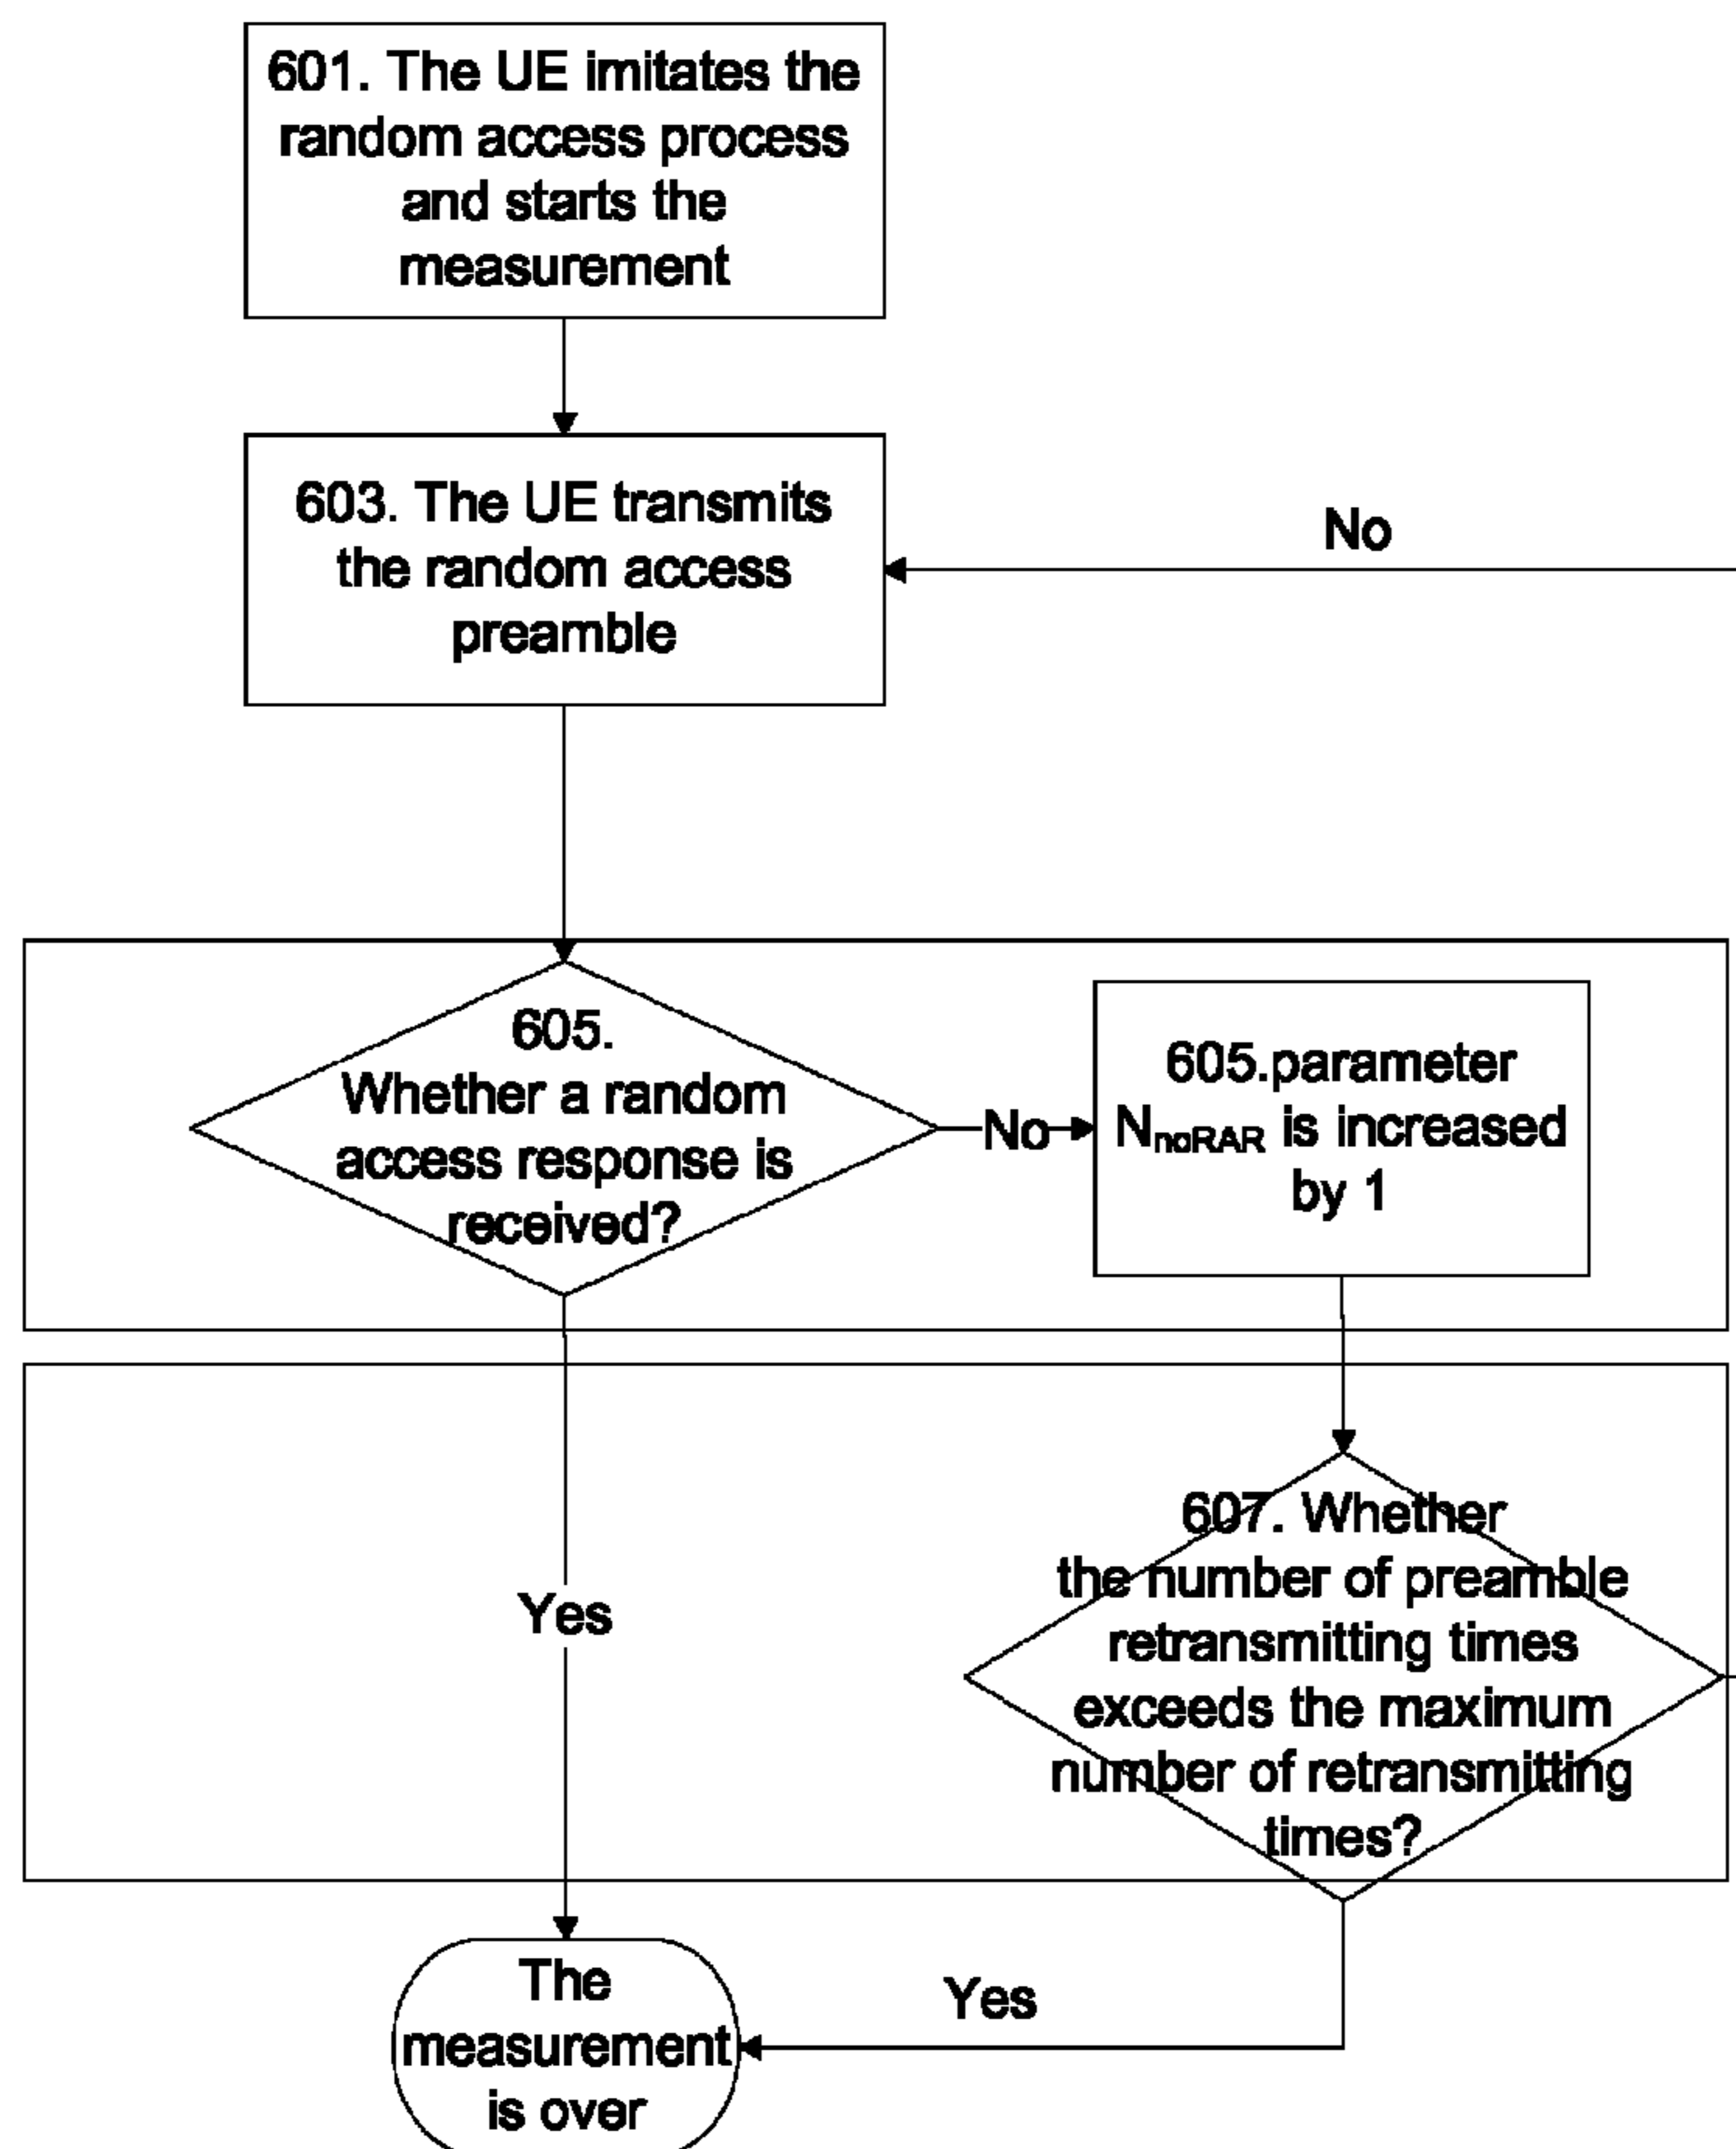 601. The UE imitates the
random access process
and starts the
measurement
603. The UE transmits
the random access
preamble
No
605.
Whether a random
access response is
received?
No
605.parameter
NnoRAR is increased
by 1
607. Whether
the number of preamble
retransmitting times
exceeds the maximum
number of retransmitting
times?
Yes
Yes
The
measurement
is over